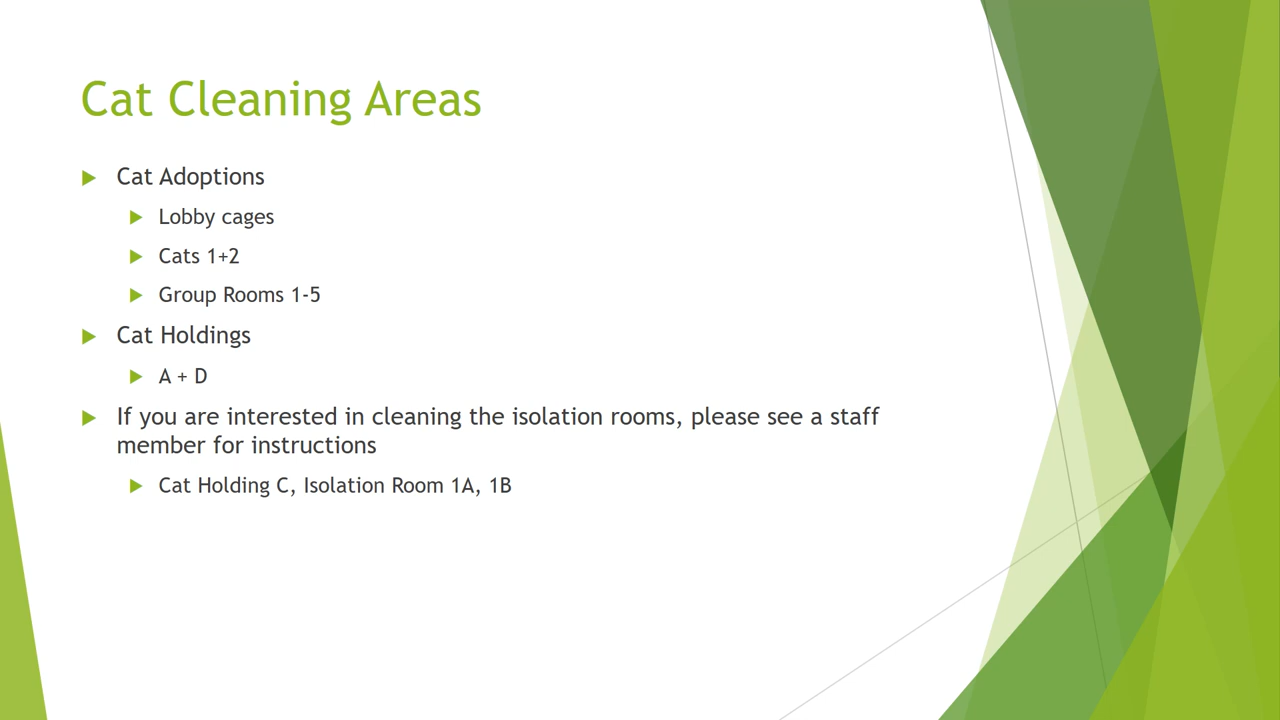 Cat Cleaning Areas
Cat Adoptions
Lobby cages
Cats 1+2
Group Rooms 1-5
Cat Holdings
A + D
If you are interested in cleaning the isolation rooms, please see a staff
member for instructions
Cat Holding C, Isolation Room 1A, 1B